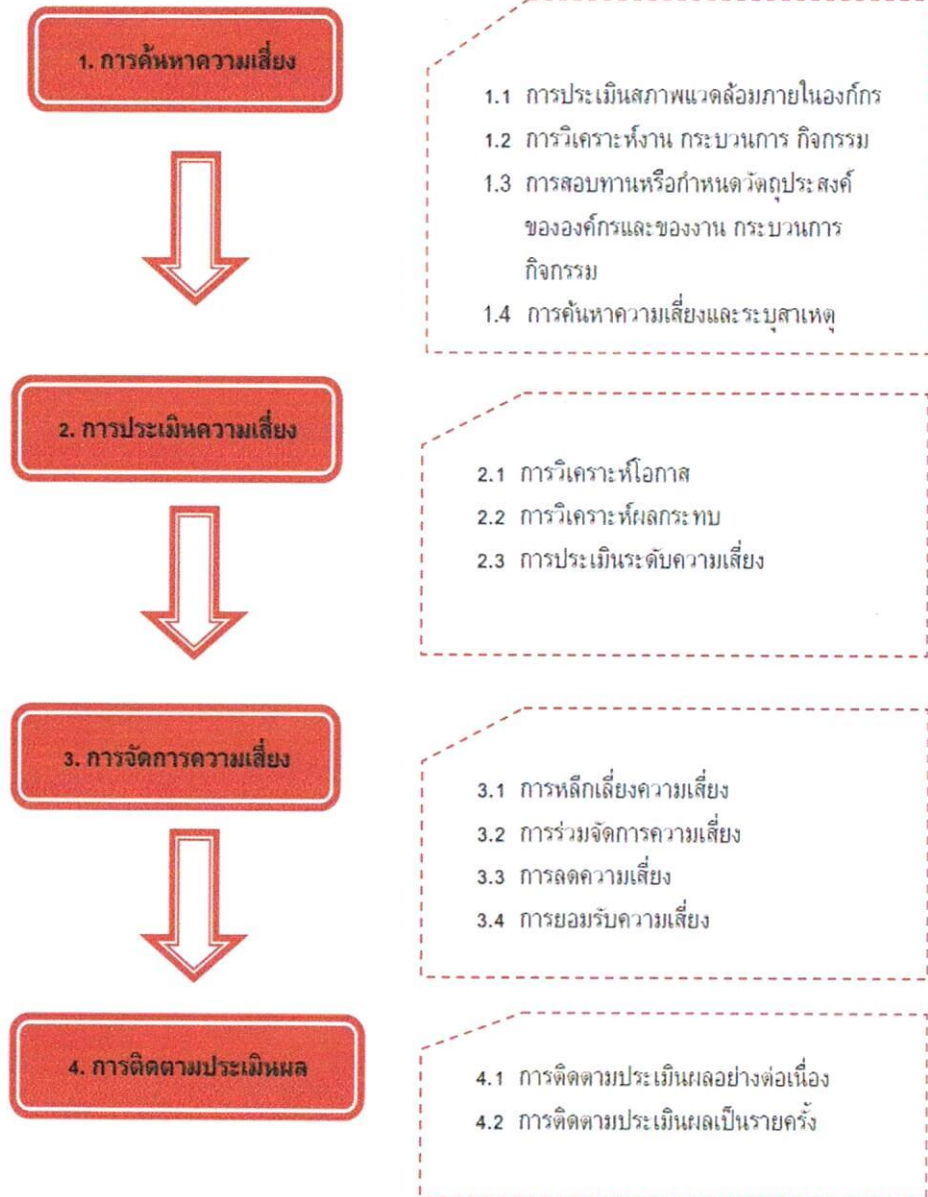 1. การค้นหาความเสี่ยง
1.1 การประเมินสภาพแวดล้อมภายในองก์กร
1.2 การวิเคราะห์งาน กระบวนการ กิจกรรม
1.3 การสอบทานหรือกำหนดวัตถุประสงค์
ขององค์กรและของงาน กระบวนการ
กิจกรรม
1.4 การค้นหาความเสี่ยงและระบุสาเหตุ
2. การประเมินความเสี่ยง
2.1 การวิเคราะห์โอกาส
2.2 การวิเคราะห์ผลกระทบ
2.3 การประเมินระดับความเสี่ยง
3. การจัดการความเสี่ยง
3.1 การหลีกเลี่ยงความเสี่ยง
3.2 การร่วมจัดการความเสี่ยง
3.3 การลดความเสี่ยง
3.4 การยอมรับความเสี่ยง
4. การติดตามประเมินผล
4.1 การติดตามประเมินผลอย่างต่อเนื่อง
4.2 การติดตามประเมินผลเป็นรายครั้ง